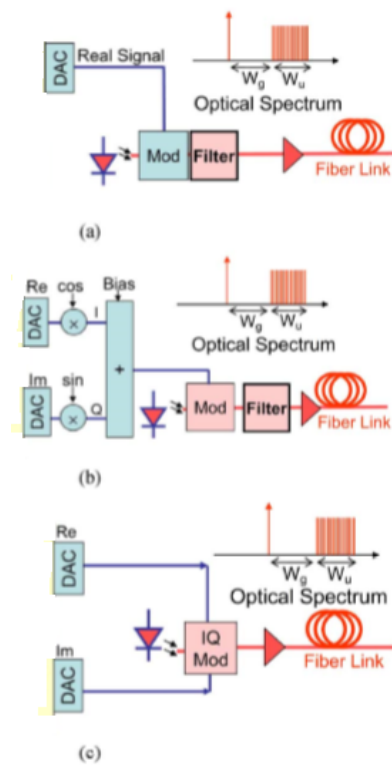 DAC
Real Signal
Wg
Wu
Optical Spectrum
Mod
Filter
Fiber Link
(a)
Re
cos
Bias
DAC
×
I
Wg
Wu
+
Optical Spectrum
Im
sin
DAC
×
Q
Mod
Filter
Fiber Link
(b)
Re
DAC
Wg
Wu
Optical Spectrum
IQ
Mod
Im
DAC
Fiber Link
(c)